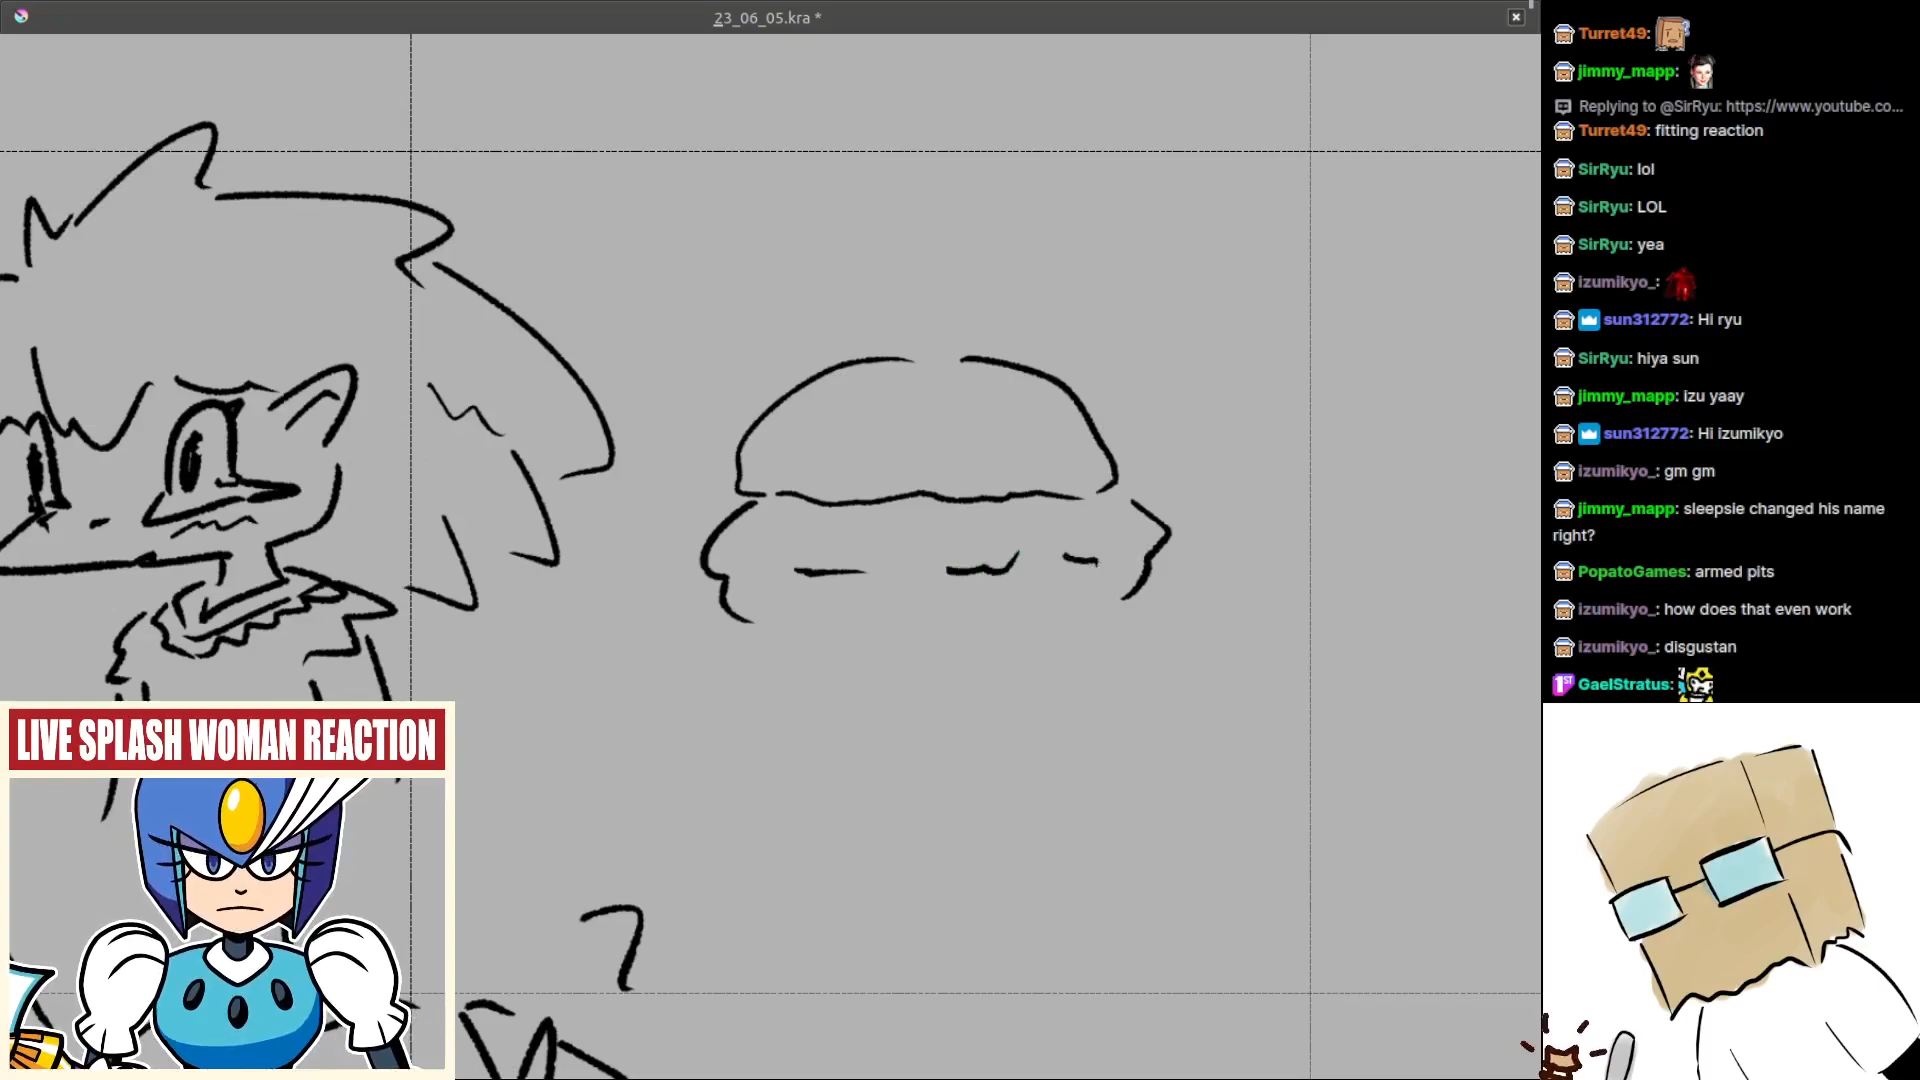 23_06_05.kra *
Turret49:
jimmy_mapp:
Replying to @SirRyu: https://www.youtube.co...
Turret49: fitting reaction
SirRyu: lol
SirRyu: LOL
SirRyu: yea
izumikyo_:
sun312772: Hi ryu
SirRyu: hiya sun
jimmy_mapp: izu yaay
sun312772: Hi izumikyo
izumikyo_: gm gm
jimmy_mapp: sleepsie changed his name
right?
PopatoGames: armed pits
izumikyo_: how does that even work
izumikyo_: disgustan
1ST GaelStratus:
LIVE SPLASH WOMAN REACTION